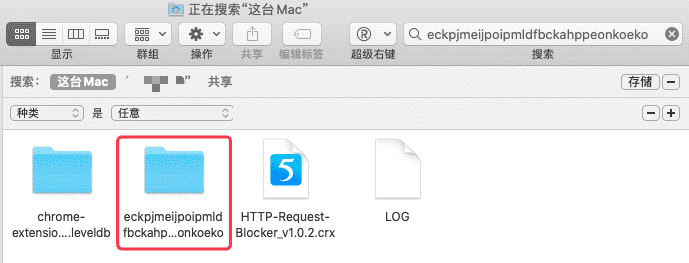 正在搜索“这台 Mac”
显示
群组
操作
共享
编辑标签
超级右键
eckpjmeijpoipmldfbckahppeonkoeko
搜索
搜索： 这台 Mac ” 共享 存储
种类 是 任意
chrome-extensio....leveldb
eckpjmeijpoipmld
fbckahp...onkoeko
HTTP-Request-
Blocker_v1.0.2.crx
LOG